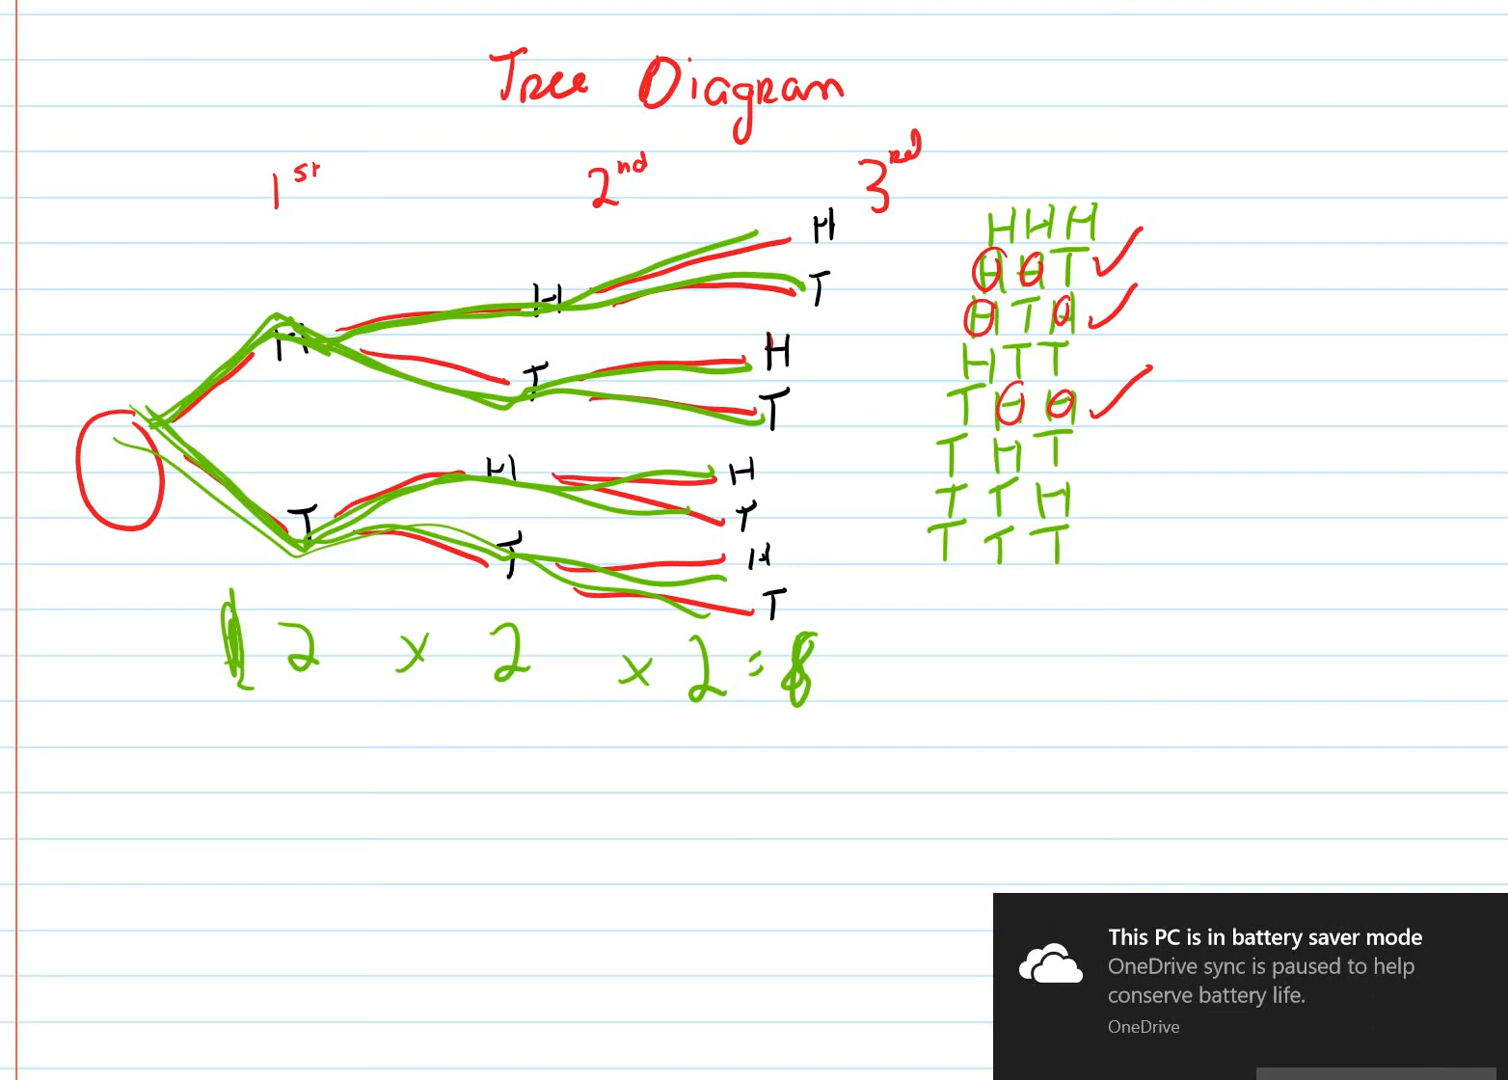 Tree Diagram
1st 2nd 3rd
H
T
H
T
H
T
H
T
H
T
H
T
H
T
HHH
HHT ✓
HTH ✓
HTT
THH ✓
THT
TTH
TTT
2 x 2 x 2 = 8
This PC is in battery saver mode
OneDrive sync is paused to help
conserve battery life.
OneDrive